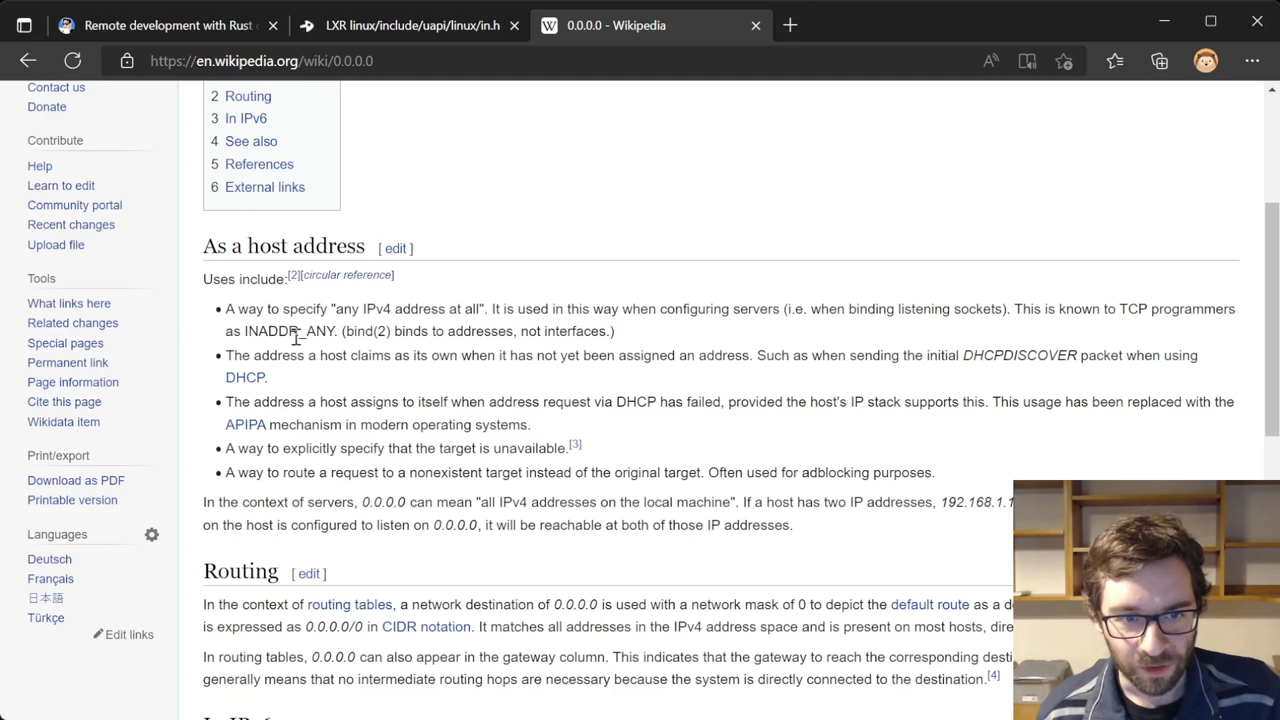 Remote development with Rust
LXR linux/include/uapi/linux/in.h
0.0.0.0 - Wikipedia
https://en.wikipedia.org/wiki/0.0.0.0
Contact us
Donate
Contribute
Help
Learn to edit
Community portal
Recent changes
Upload file
Tools
What links here
Related changes
Special pages
Permanent link
Page information
Cite this page
Wikidata item
Print/export
Download as PDF
Printable version
Languages
Deutsch
Français
日本語
Türkçe
Edit links
2 Routing
3 In IPv6
4 See also
5 References
6 External links
As a host address [ edit ]
Uses include:[2][circular reference]
• A way to specify "any IPv4 address at all". It is used in this way when configuring servers (i.e. when binding listening sockets). This is known to TCP programmers
as INADDR_ANY. (bind(2) binds to addresses, not interfaces.)
• The address a host claims as its own when it has not yet been assigned an address. Such as when sending the initial DHCPDISCOVER packet when using
DHCP.
• The address a host assigns to itself when address request via DHCP has failed, provided the host's IP stack supports this. This usage has been replaced with the
APIPA mechanism in modern operating systems.
• A way to explicitly specify that the target is unavailable.[3]
• A way to route a request to a nonexistent target instead of the original target. Often used for adblocking purposes.
In the context of servers, 0.0.0.0 can mean "all IPv4 addresses on the local machine". If a host has two IP addresses, 192.168.1.1
on the host is configured to listen on 0.0.0.0, it will be reachable at both of those IP addresses.
Routing [ edit ]
In the context of routing tables, a network destination of 0.0.0.0 is used with a network mask of 0 to depict the default route as a
is expressed as 0.0.0.0/0 in CIDR notation. It matches all addresses in the IPv4 address space and is present on most hosts,
In routing tables, 0.0.0.0 can also appear in the gateway column. This indicates that the gateway to reach the corresponding
generally means that no intermediate routing hops are necessary because the system is directly connected to the destination.[4]